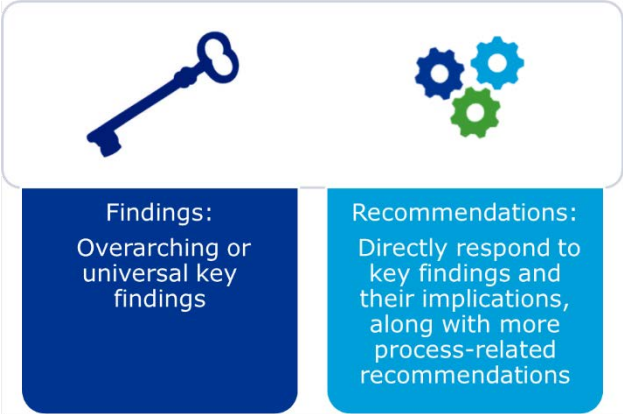 Findings:
Overarching or
universal key
findings
Recommendations:
Directly respond to
key findings and
their implications,
along with more
process-related
recommendations